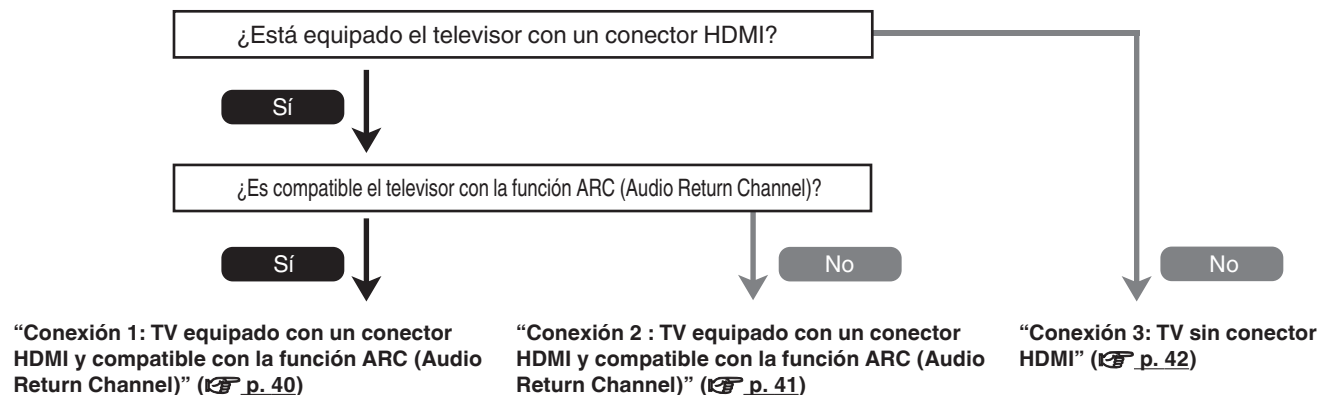 ¿Está equipado el televisor con un conector HDMI?
Sí
¿Es compatible el televisor con la función ARC (Audio Return Channel)?
Sí
No
No
“Conexión 1: TV equipado con un conector
HDMI y compatible con la función ARC (Audio
Return Channel)” (☞ p. 40)
“Conexión 2 : TV equipado con un conector
HDMI y compatible con la función ARC (Audio
Return Channel)” (☞ p. 41)
“Conexión 3: TV sin conector
HDMI” (☞ p. 42)